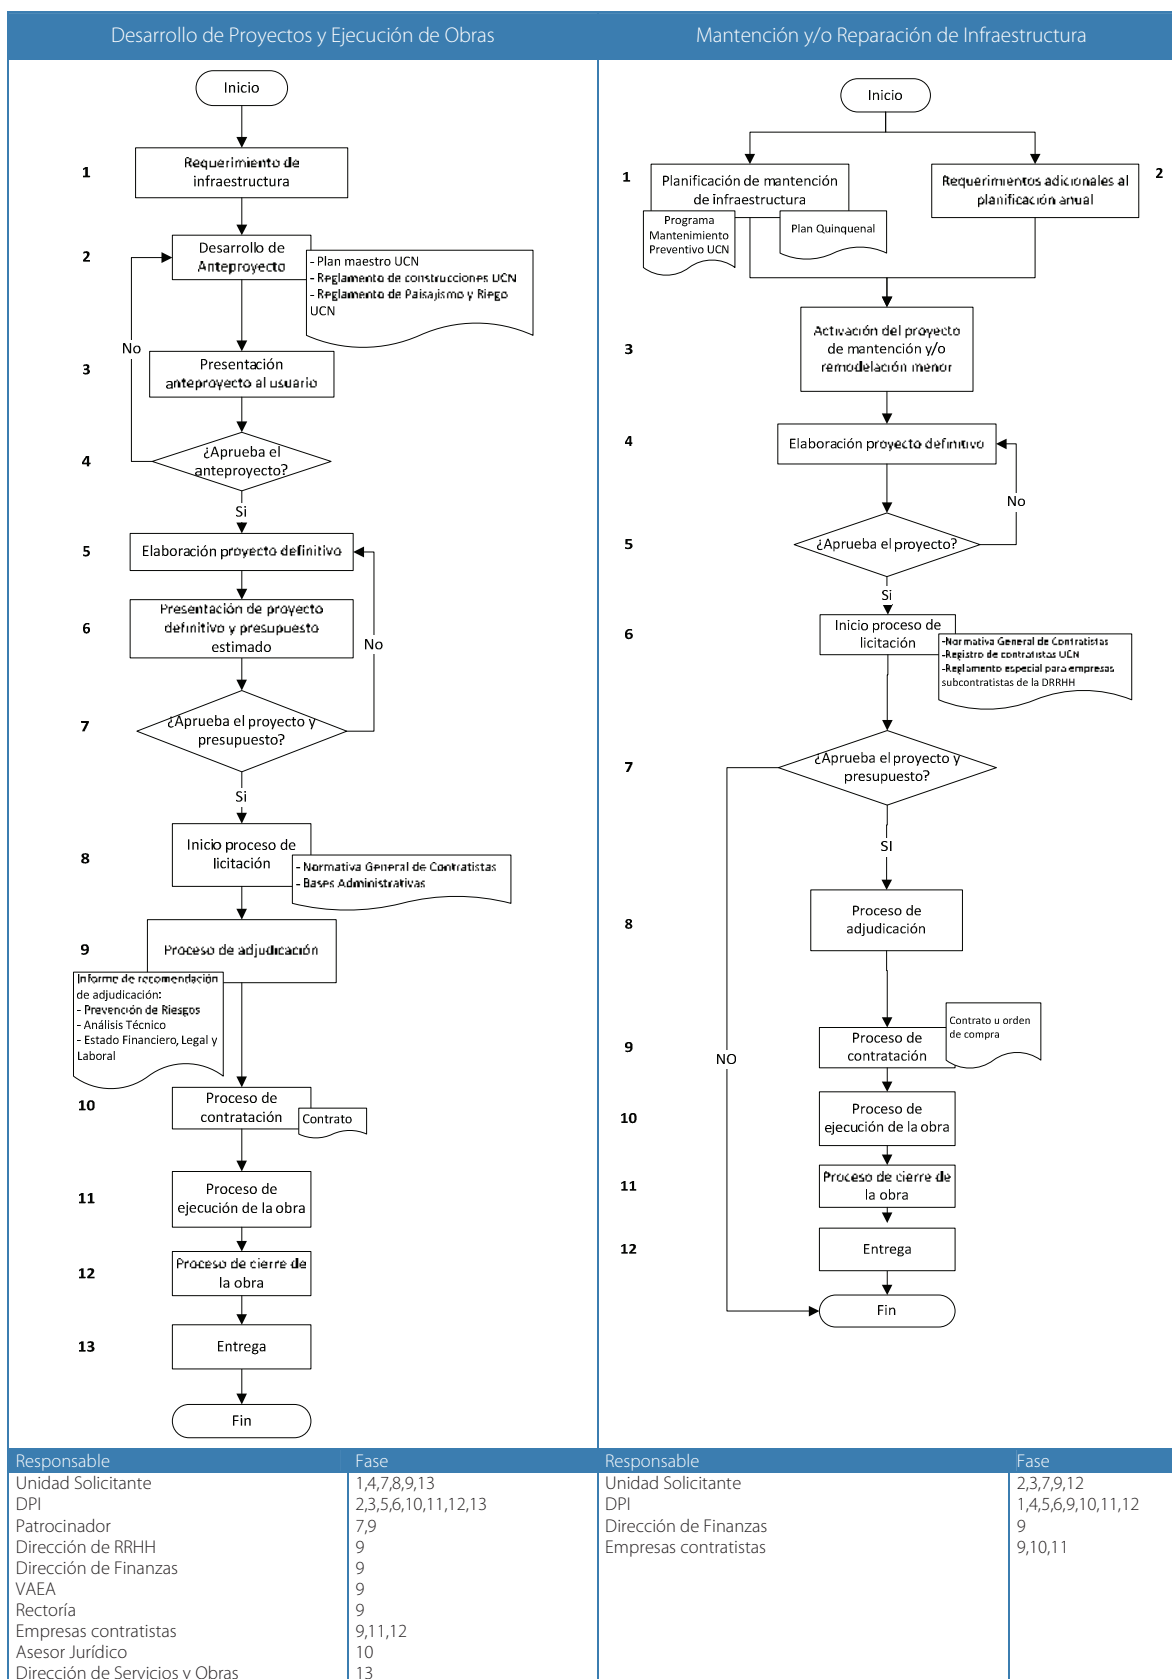 Desarrollo de Proyectos y Ejecución de Obras
Inicio
1
Requerimiento de
infraestructura
2
Desarrollo de
Anteproyecto
- Plan maestro UCN
- Reglamento de construcciones UCN
- Reglamento de Paisajismo y Riego
UCN
No
3
Presentación
anteproyecto al usuario
4
¿Aprueba el
anteproyecto?
Si
5
Elaboración proyecto definitivo
6
Presentación de proyecto
definitivo y presupuesto
estimado
No
7
¿Aprueba el proyecto y
presupuesto?
Si
8
Inicio proceso de
licitación
- Normativa General de Contratistas
- Bases Administrativas
9
Proceso de adjudicación
Informe de recomendación
de adjudicación:
- Prevención de Riesgos
- Análisis Técnico
- Estado Financiero, Legal y
Laboral
10
Proceso de
contratación
Contrato
11
Proceso de
ejecución de la obra
12
Proceso de cierre de
la obra
13
Entrega
Fin
Mantención y/o Reparación de Infraestructura
Inicio
1
Planificación de mantención
de infraestructura
Programa
Mantenimiento
Preventivo UCN
Plan Quinquenal
Requerimientos adicionales al
planificación anual
2
3
Activación del proyecto
de mantención y/o
remodelación menor
4
Elaboración proyecto definitivo
No
5
¿Aprueba el proyecto?
Si
6
Inicio proceso de
licitación
-Normativa General de Contratistas
-Registro de contratistas UCN
-Reglamento especial para empresas
subcontratistas de la DRRHH
7
¿Aprueba el proyecto y
presupuesto?
SI
8
Proceso de
adjudicación
NO
9
Proceso de
contratación
Contrato u orden
de compra
10
Proceso de
ejecución de la obra
11
Proceso de cierre de
la obra
12
Entrega
Fin
Responsable Fase
Unidad Solicitante 1,4,7,8,9,13
DPI 2,3,5,6,10,11,12,13
Patrocinador 7,9
Dirección de RRHH 9
Dirección de Finanzas 9
VAEA 9
Rectoría 9
Empresas contratistas 9,11,12
Asesor Jurídico 10
Dirección de Servicios y Obras 13
Responsable Fase
Unidad Solicitante 2,3,7,9,12
DPI 1,4,5,6,9,10,11,12
Dirección de Finanzas 9
Empresas contratistas 9,10,11